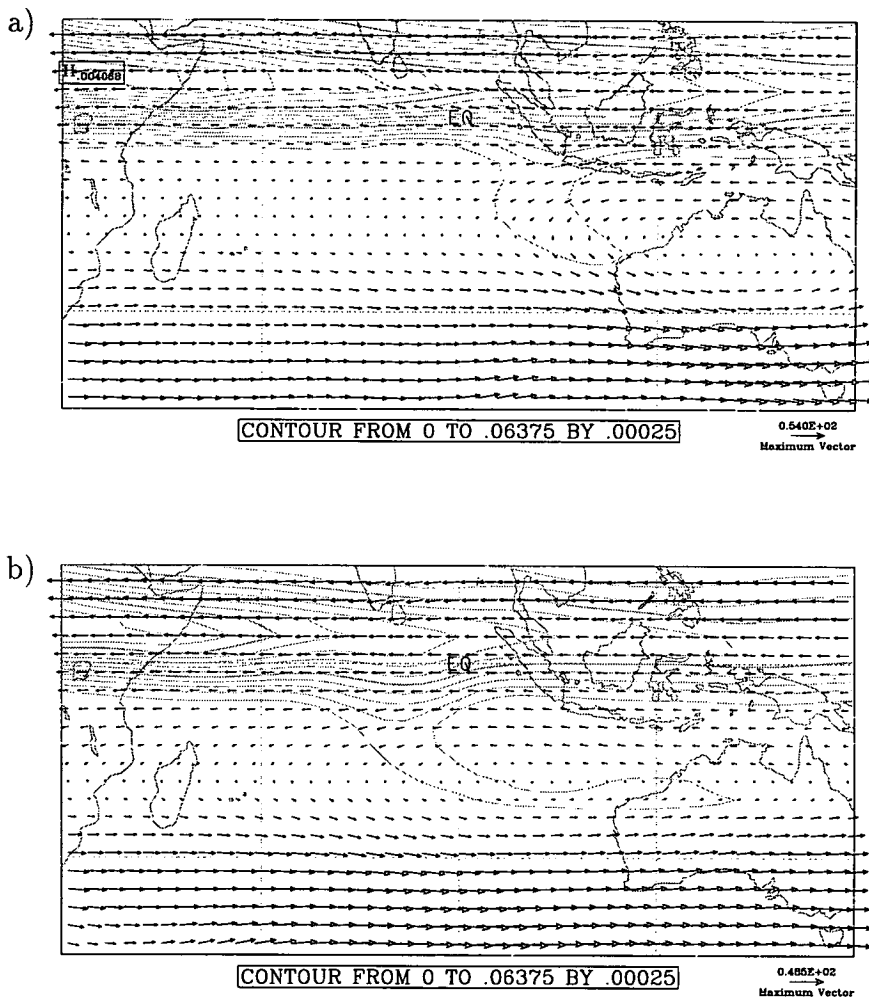 a)
H
.004068
EQ
CONTOUR FROM 0 TO .06375 BY .00025
0.540E+02
Maximum Vector
b)
EQ
CONTOUR FROM 0 TO .06375 BY .00025
0.485E+02
Maximum Vector